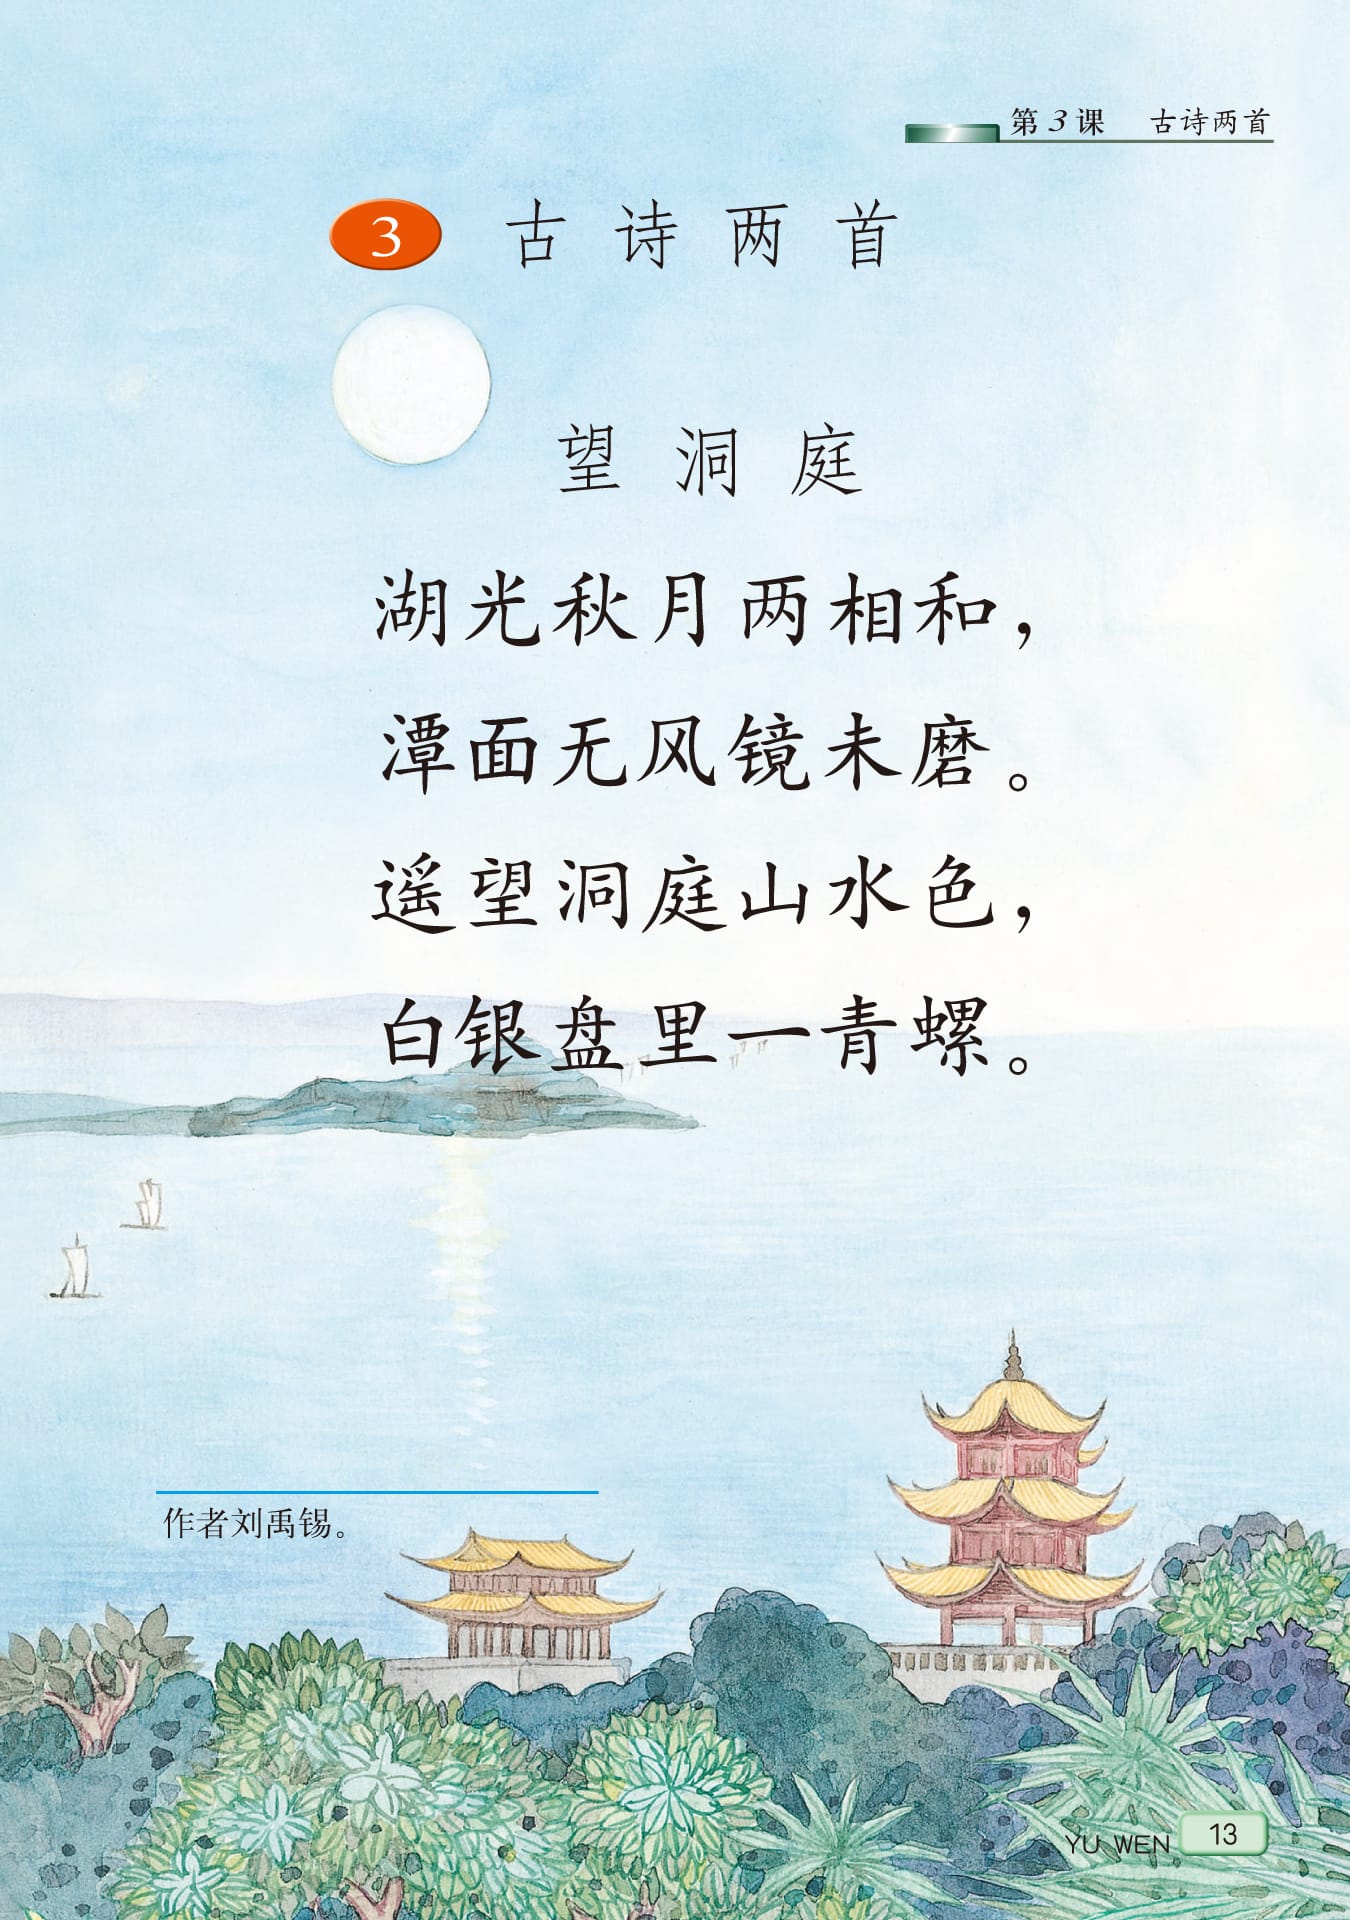 第3课 古诗两首
3 古诗两首
望洞庭
湖光秋月两相和，
潭面无风镜未磨。
遥望洞庭山水色，
白银盘里一青螺。
作者刘禹锡。
YU WEN 13